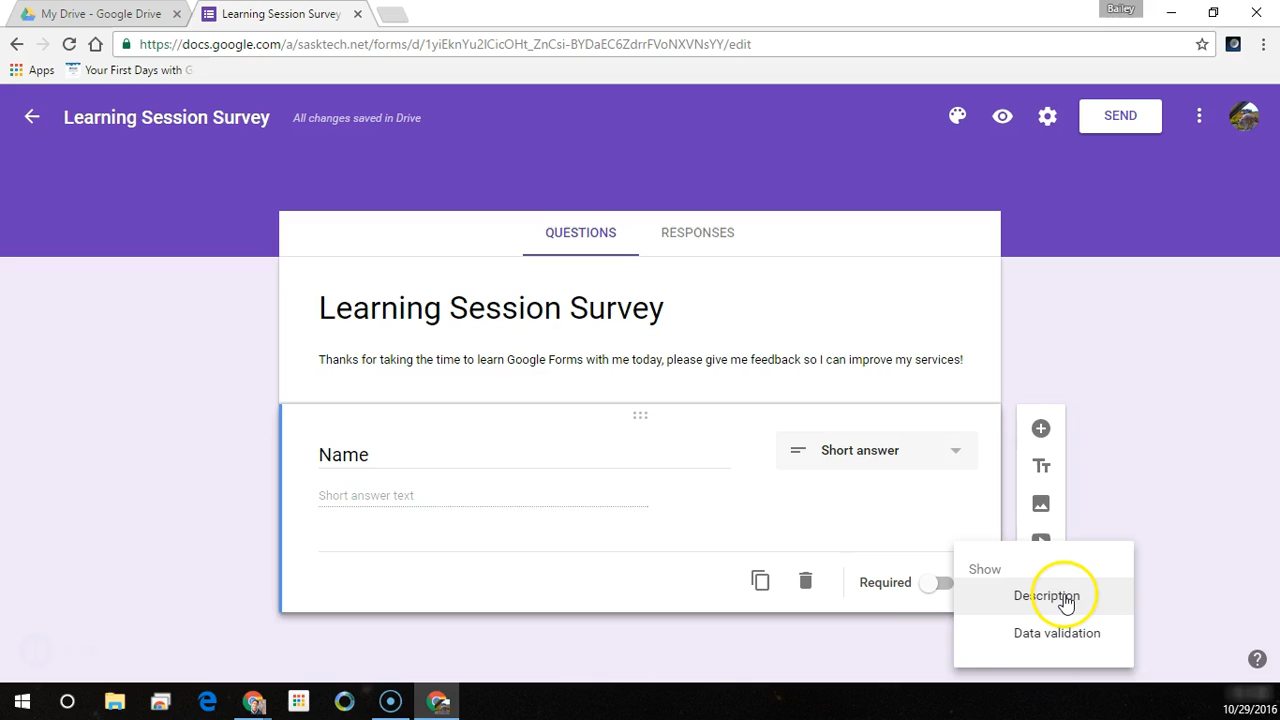 My Drive - Google Drive
Learning Session Survey
Bailey
https://docs.google.com/a/sasktech.net/forms/d/1yiEknYu2ICicOHt_ZnCsi-BYDaEC6ZdrrFVoNXVNsYY/edit
Apps
Your First Days with G
Learning Session Survey
All changes saved in Drive
SEND
QUESTIONS
RESPONSES
Learning Session Survey
Thanks for taking the time to learn Google Forms with me today, please give me feedback so I can improve my services!
Name
Short answer
Short answer text
Required
Show
Description
Data validation
10/29/2016